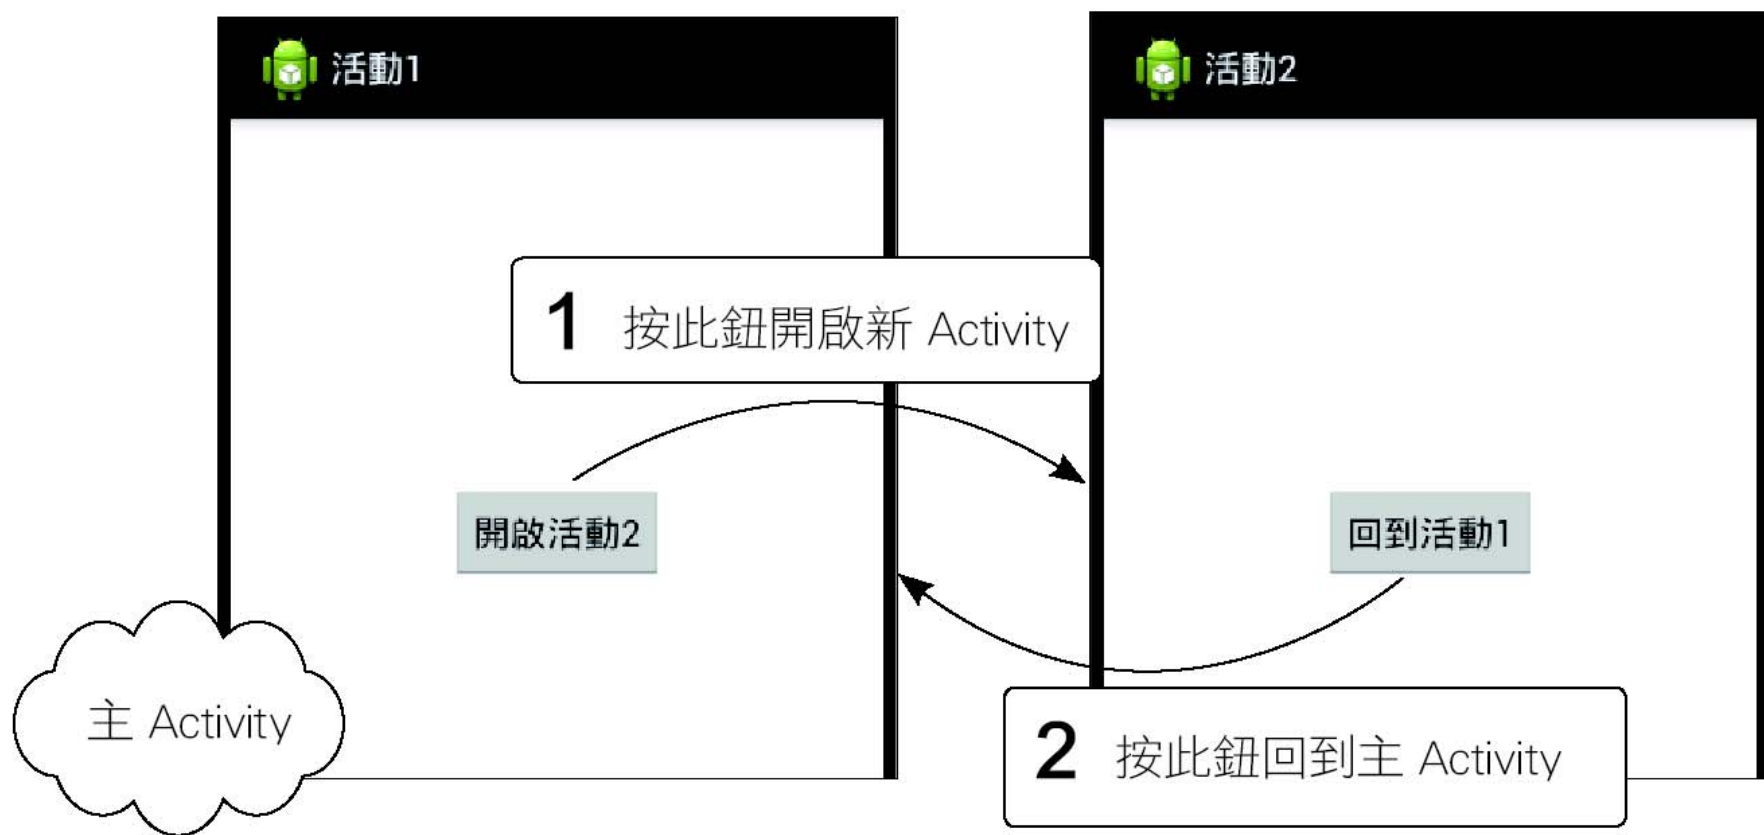 活動1
活動2
1 按此鈕開啟新 Activity
開啟活動2
回到活動1
主 Activity
2 按此鈕回到主 Activity